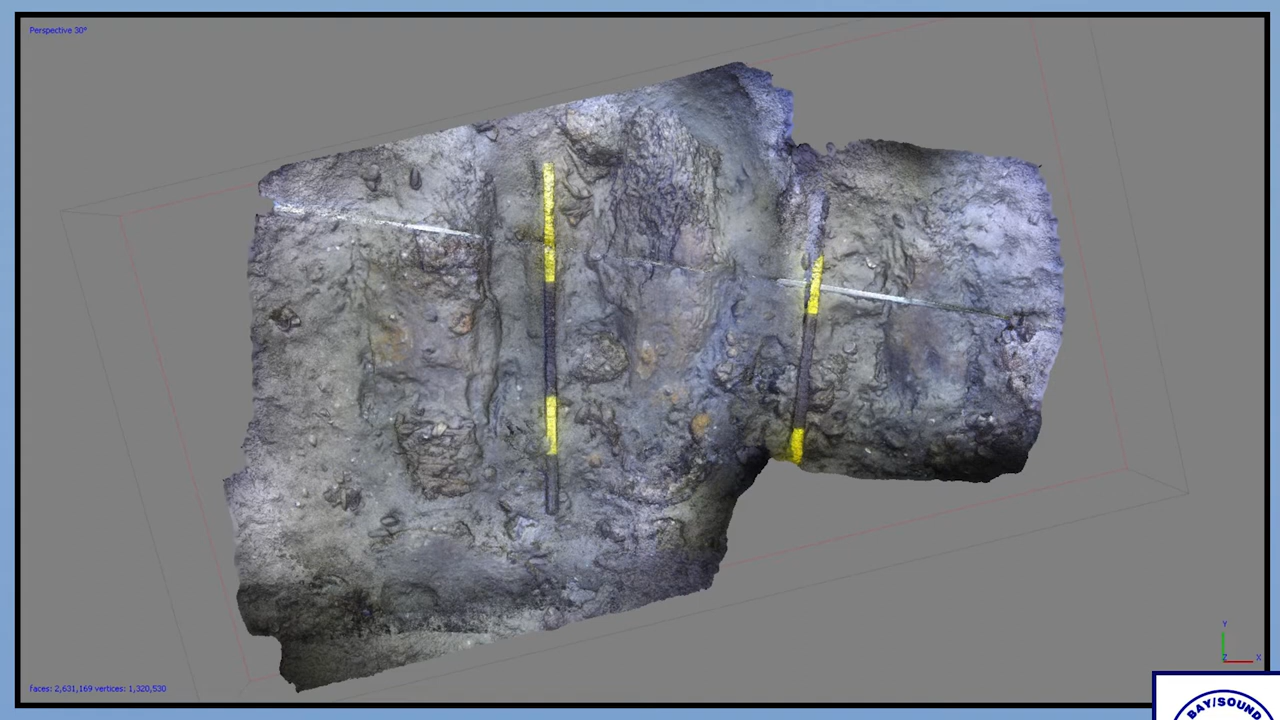 Perspective 30°
Y
Z X
faces: 2,631,169 vertices: 1,320,530
BAY/SOUND